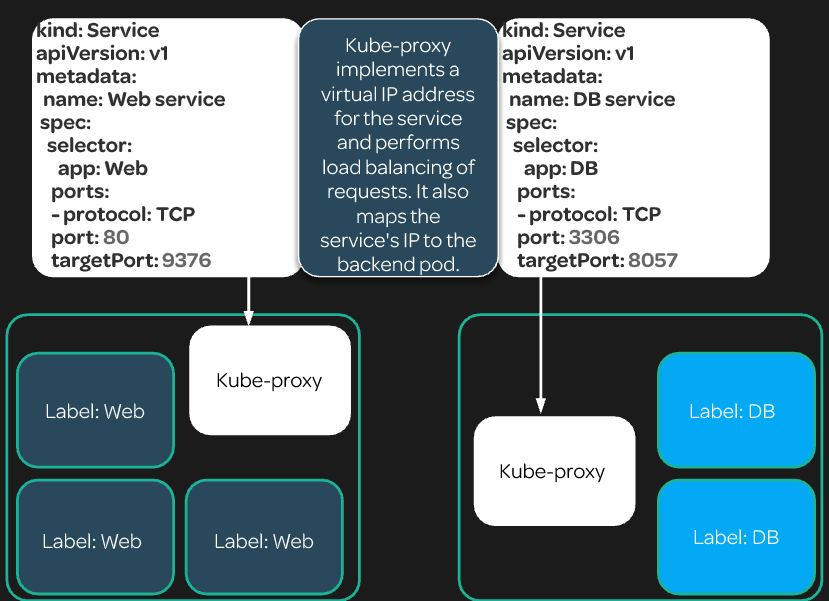 kind: Service
apiVersion: v1
metadata:
name: Web service
spec:
selector:
app: Web
ports:
- protocol: TCP
port: 80
targetPort: 9376
Kube-proxy
implements a
virtual IP address
for the service
and performs
load balancing of
requests. It also
maps the
service's IP to the
backend pod.
kind: Service
apiVersion: v1
metadata:
name: DB service
spec:
selector:
app: DB
ports:
- protocol: TCP
port: 3306
targetPort: 8057
Kube-proxy
Label: Web
Label: Web
Label: Web
Kube-proxy
Label: DB
Label: DB